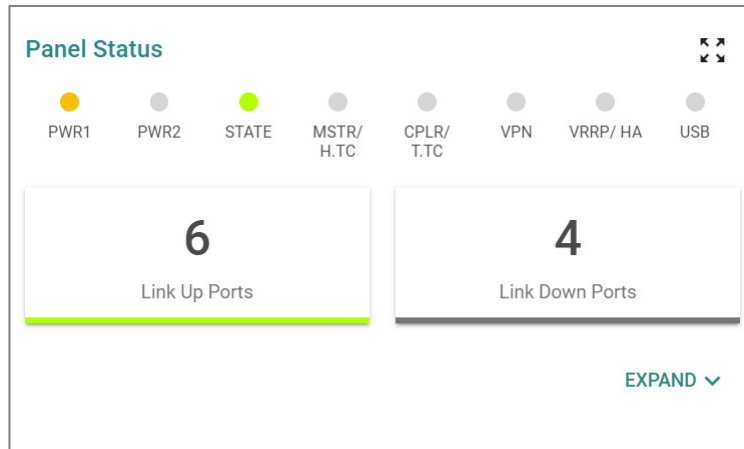 Panel Status
PWR1
PWR2
STATE
MSTR/
H.TC
CPLR/
T.TC
VPN
VRRP/ HA
USB
6
Link Up Ports
4
Link Down Ports
EXPAND